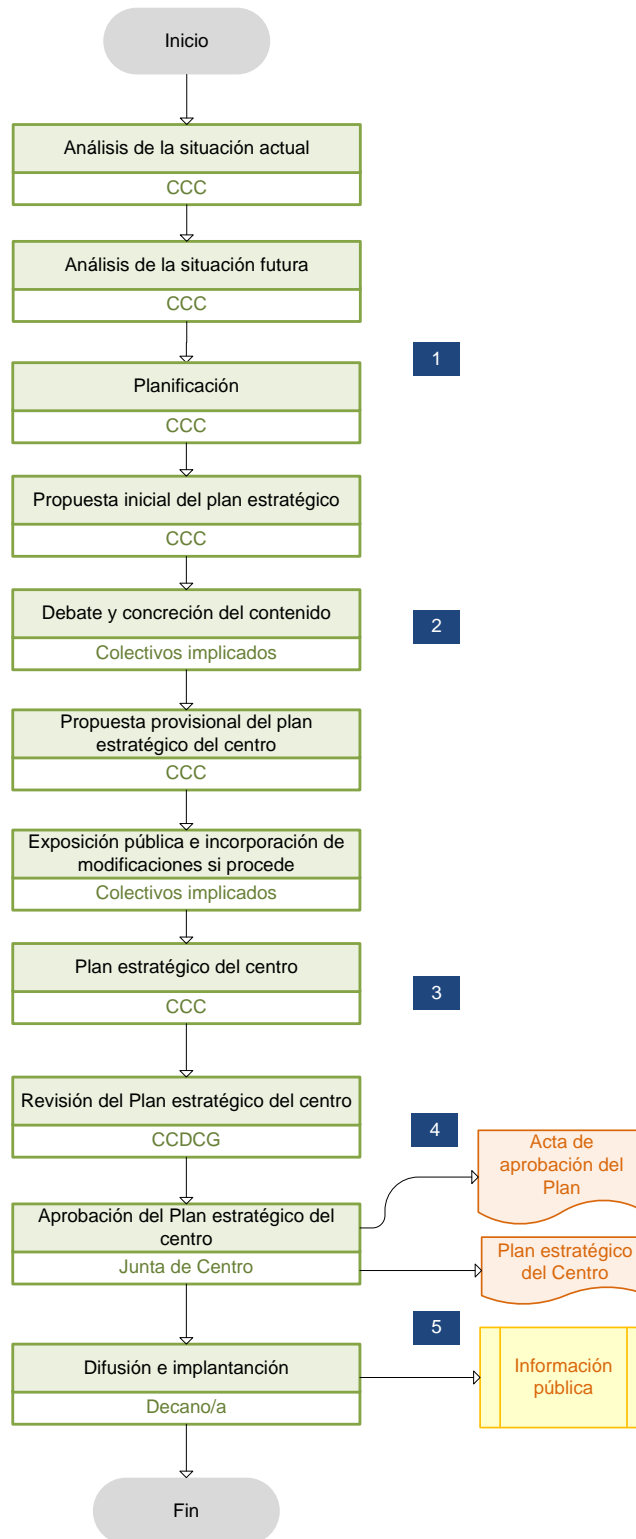 Inicio
Análisis de la situación actual
CCC
Análisis de la situación futura
CCC
1
Planificación
CCC
Propuesta inicial del plan estratégico
CCC
Debate y concreción del contenido
2
Colectivos implicados
Propuesta provisional del plan
estratégico del centro
CCC
Exposición pública e incorporación de
modificaciones si procede
Colectivos implicados
Plan estratégico del centro
3
CCC
Revisión del Plan estratégico del centro
CCDCG
4
Acta de
aprobación del
Plan
Aprobación del Plan estratégico del
centro
Junta de Centro
Plan estratégico
del Centro
5
Difusión e implantanción
Decano/a
Información
pública
Fin